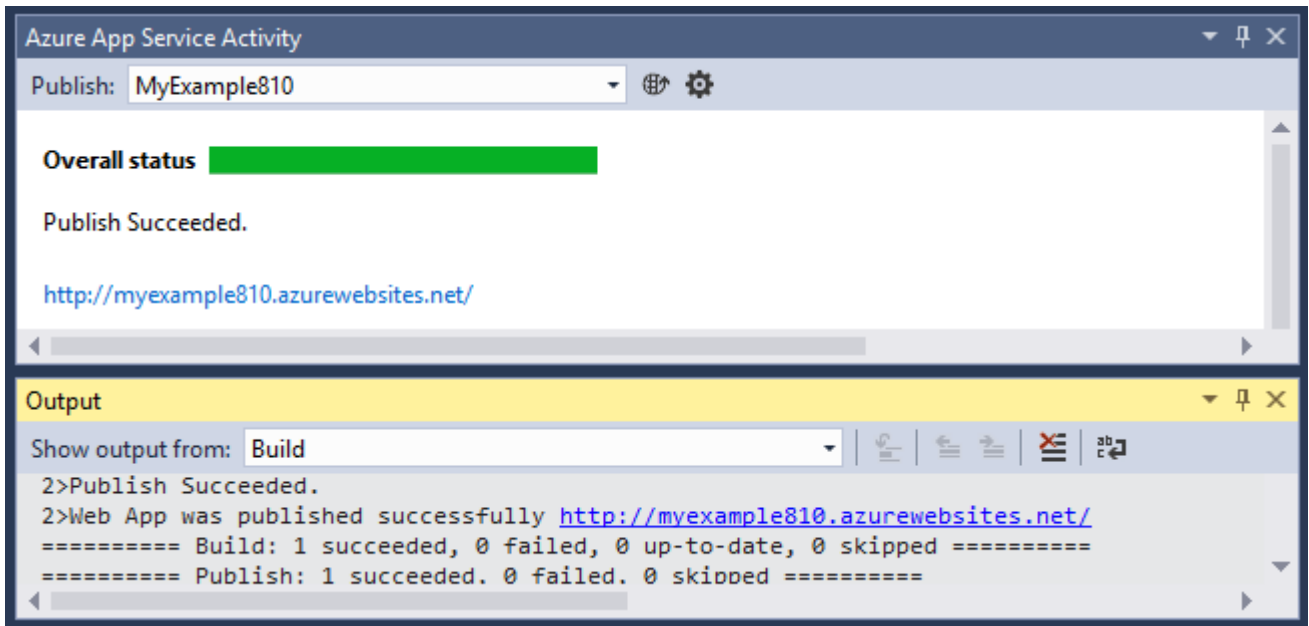 Azure App Service Activity
Publish: MyExample810
Overall status
Publish Succeeded.
http://myexample810.azurewebsites.net/
Output
Show output from: Build
2>Publish Succeeded.
2>Web App was published successfully http://myexample810.azurewebsites.net/
========== Build: 1 succeeded, 0 failed, 0 up-to-date, 0 skipped ==========
========== Publish: 1 succeeded, 0 failed, 0 skipped ==========